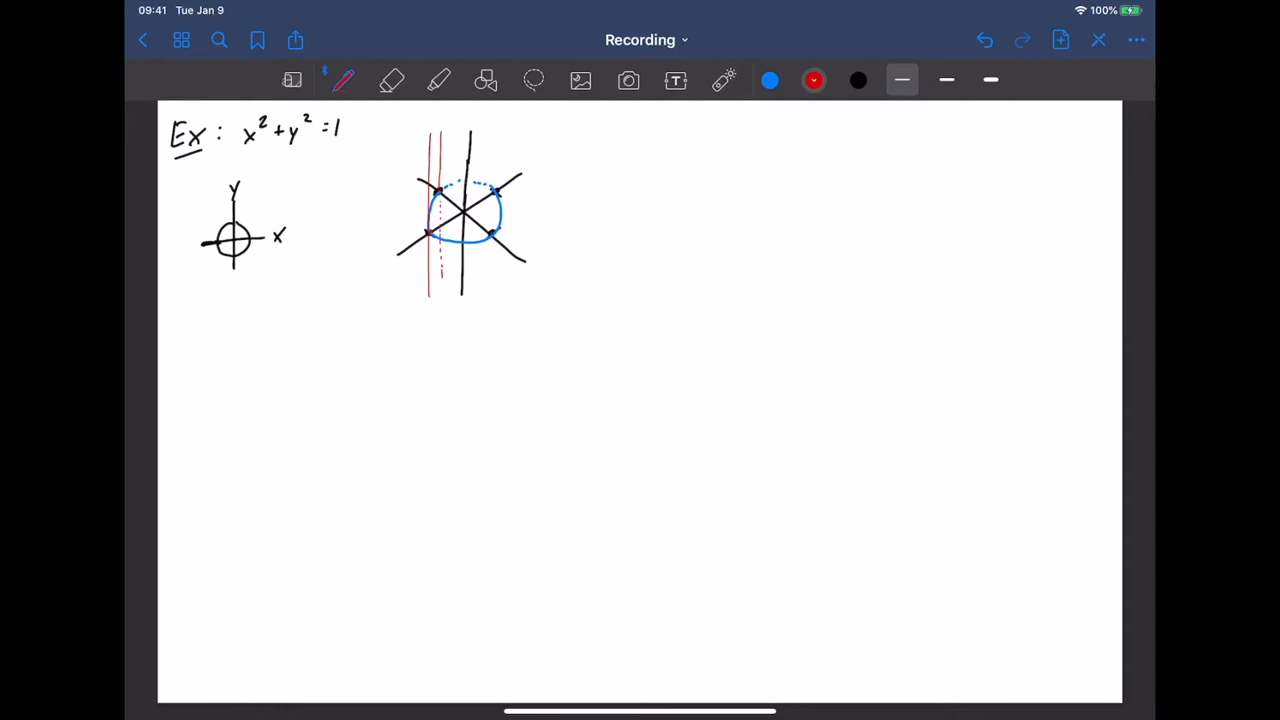 09:41 Tue Jan 9
100%
Recording
T
Ex : x² + y² = 1
y
x